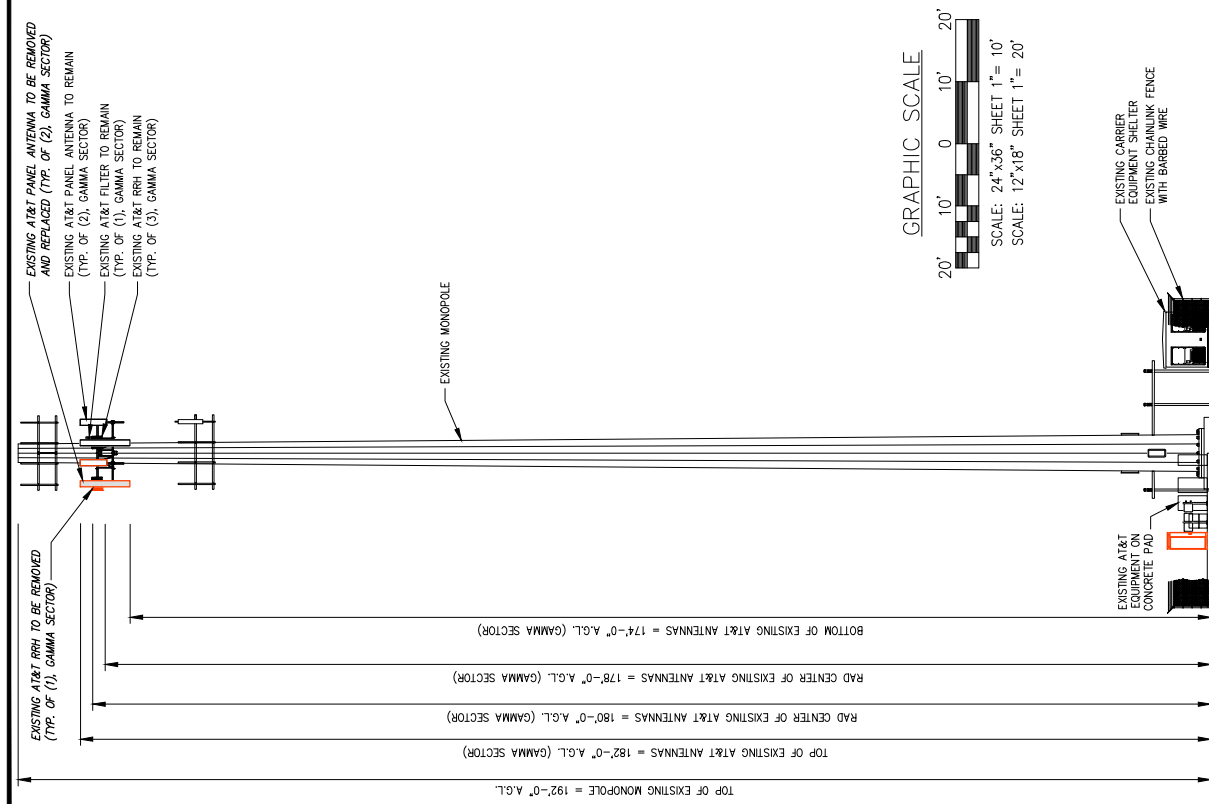 EXISTING AT&T PANEL ANTENNA TO BE REMOVED
AND REPLACED (TYP. OF (2), GAMMA SECTOR)
EXISTING AT&T PANEL ANTENNA TO REMAIN
(TYP. OF (2), GAMMA SECTOR)
EXISTING AT&T FILTER TO REMAIN
(TYP. OF (1), GAMMA SECTOR)
EXISTING AT&T RRH TO REMAIN
(TYP. OF (3), GAMMA SECTOR)
EXISTING MONOPOLE
GRAPHIC SCALE
20' 10' 0 10' 20'
SCALE: 24"x36" SHEET 1"= 10'
SCALE: 12"x18" SHEET 1"= 20'
EXISTING CARRIER
EQUIPMENT SHELTER
EXISTING CHAINLINK FENCE
WITH BARBED WIRE
EXISTING AT&T RRH TO BE REMOVED
(TYP. OF (1), GAMMA SECTOR)
EXISTING AT&T
EQUIPMENT ON
CONCRETE PAD
BOTTOM OF EXISTING AT&T ANTENNAS = 174'-0" A.G.L. (GAMMA SECTOR)
RAD CENTER OF EXISTING AT&T ANTENNAS = 178'-0" A.G.L. (GAMMA SECTOR)
RAD CENTER OF EXISTING AT&T ANTENNAS = 180'-0" A.G.L. (GAMMA SECTOR)
TOP OF EXISTING AT&T ANTENNAS = 182'-0" A.G.L. (GAMMA SECTOR)
TOP OF EXISTING MONOPOLE = 192'-0" A.G.L.